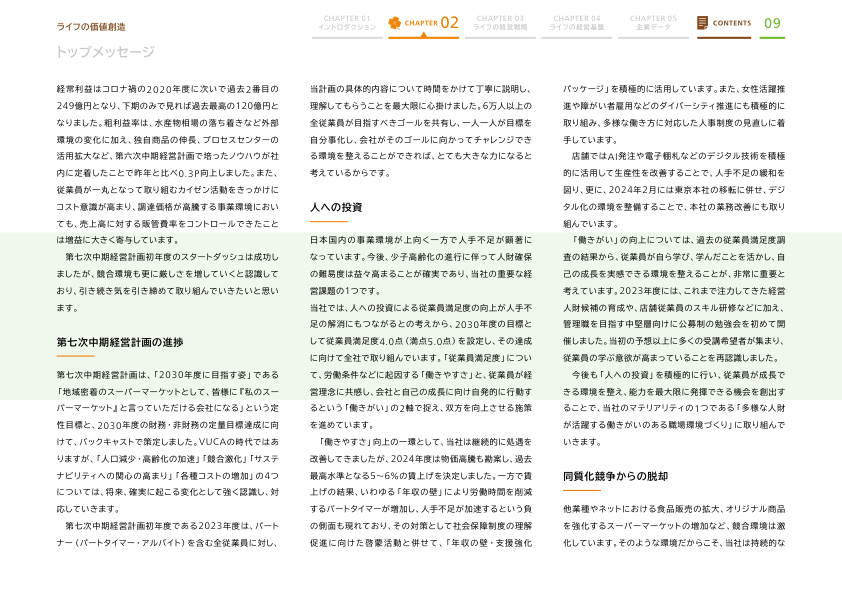 ライフの価値創造
CHAPTER 01
イントロダクション
CHAPTER 02
CHAPTER 03
ライフの経営戦略
CHAPTER 04
ライフの経営基盤
CHAPTER 05
企業データ
CONTENTS
09
トップメッセージ
経常利益はコロナ禍の2020年度に次いで過去2番目の
249億円となり、下期のみで見れば過去最高の120億円と
なりました。粗利益率は、水産物相場の落ち着きなど外部
環境の変化に加え、独自商品の伸長、プロセスセンターの
活用拡大など、第六次中期経営計画で培ったノウハウが社
内に定着したことで昨年と比べ0.3P向上しました。また、
従業員が一丸となって取り組むカイゼン活動をきっかけに
コスト意識が高まり、調達価格が高騰する事業環境におい
ても、売上高に対する販管費率をコントロールできたこと
は増益に大きく寄与しています。
　第七次中期経営計画初年度のスタートダッシュは成功し
ましたが、競合環境も更に厳しさを増していくと認識して
おり、引き続き気を引き締めて取り組んでいきたいと思い
ます。
第七次中期経営計画の進捗
第七次中期経営計画は、「2030年度に目指す姿」である
「地域密着のスーパーマーケットとして、皆様に『私のスー
パーマーケット』と言っていただける会社になる」という定
性目標と、2030年度の財務・非財務の定量目標達成に向
けて、バックキャストで策定しました。VUCAの時代ではあ
りますが、「人口減少・高齢化の加速」「競合激化」「サステ
ナビリティへの関心の高まり」「各種コストの増加」の4つ
については、将来、確実に起こる変化として強く認識し、対
応していきます。
　第七次中期経営計画初年度である2023年度は、パート
ナー（パートタイマー・アルバイト）を含む全従業員に対し、
当計画の具体的内容について時間をかけて丁寧に説明し、
理解してもらうことを最大限に心掛けました。6万人以上の
全従業員が目指すべきゴールを共有し、一人一人が目標を
自分事化し、会社がそのゴールに向かってチャレンジでき
る環境を整えることができれば、とても大きな力になると
考えているからです。
人への投資
日本国内の事業環境が上向く一方で人手不足が顕著に
なっています。今後、少子高齢化の進行に伴って人財確保
の難易度は益々高まることが確実であり、当社の重要な経
営課題の1つです。
当社では、人への投資による従業員満足度の向上が人手不
足の解消にもつながるとの考えから、2030年度の目標と
して従業員満足度4.0点（満点5.0点）を設定し、その達成
に向けて全社で取り組んでいます。「従業員満足度」につい
て、労働条件などに起因する「働きやすさ」と、従業員が経
営理念に共感し、会社と自己の成長に向け自発的に行動す
るという「働きがい」の2軸で捉え、双方を向上させる施策
を進めています。
　「働きやすさ」向上の一環として、当社は継続的に処遇を
改善してきましたが、2024年度は物価高騰も勘案し、過去
最高水準となる5〜6%の賃上げを決定しました。一方で賃
上げの結果、いわゆる「年収の壁」により労働時間を削減
するパートタイマーが増加し、人手不足が加速するという負
の側面も現れており、その対策として社会保障制度の理解
促進に向けた啓蒙活動と併せて、「年収の壁・支援強化
パッケージ」を積極的に活用しています。また、女性活躍推
進や障がい者雇用などのダイバーシティ推進にも積極的に
取り組み、多様な働き方に対応した人事制度の見直しに着
手しています。
　店舗ではAI発注や電子棚札などのデジタル技術を積極
的に活用して生産性を改善することで、人手不足の緩和を
図り、更に、2024年2月には東京本社の移転に併せ、デジ
タル化の環境を整備することで、本社の業務改善にも取り
組んでいます。
　「働きがい」の向上については、過去の従業員満足度調
査の結果から、従業員が自ら学び、学んだことを活かし、自
己の成長を実感できる環境を整えることが、非常に重要と
考えています。2023年度には、これまで注力してきた経営
人財候補の育成や、店舗従業員のスキル研修などに加え、
管理職を目指す中堅層向けに公募制の勉強会を初めて開
催しました。当初の予想以上に多くの受講希望者が集まり、
従業員の学ぶ意欲が高まっていることを再認識しました。
　今後も「人への投資」を積極的に行い、従業員が成長で
きる環境を整え、能力を最大限に発揮できる機会を創出す
ることで、当社のマテリアリティの1つである「多様な人財
が活躍する働きがいのある職場環境づくり」に取り組んで
いきます。
同質化競争からの脱却
他業種やネットにおける食品販売の拡大、オリジナル商品
を強化するスーパーマーケットの増加など、競合環境は激
化しています。そのような環境だからこそ、当社は持続的な